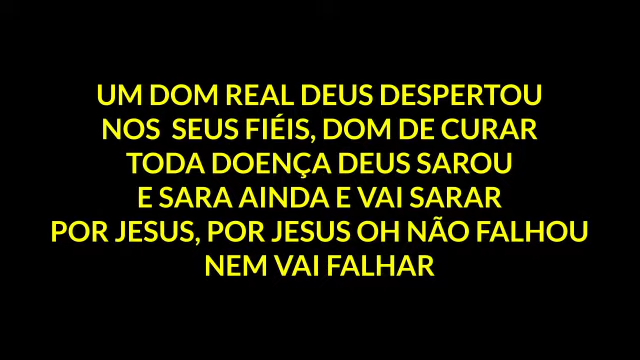 UM DOM REAL DEUS DESPERTOU
NOS  SEUS FIÉIS, DOM DE CURAR
TODA DOENÇA DEUS SAROU
E SARA AINDA E VAI SARAR
POR JESUS, POR JESUS OH NÃO FALHOU
NEM VAI FALHAR